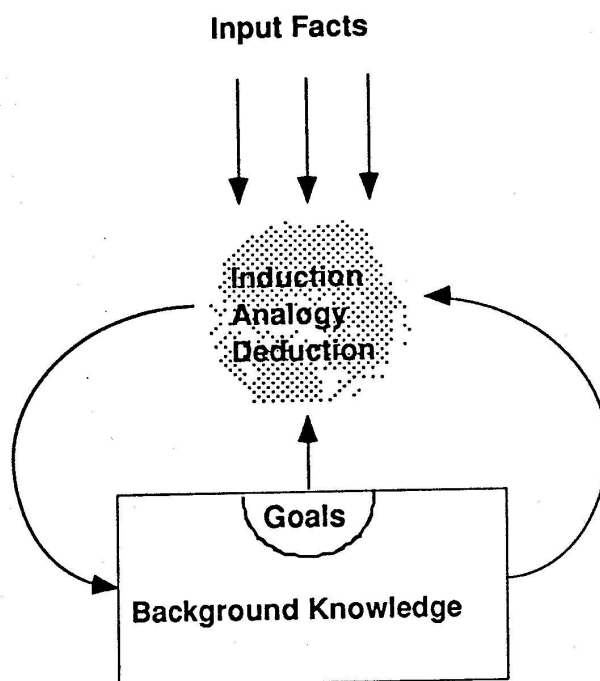 Input Facts
Induction
Analogy
Deduction
Goals
Background Knowledge